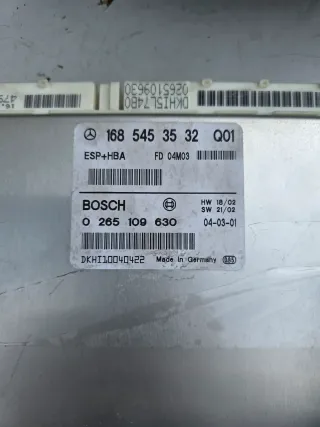 DKHI5L7480
0265109630
168 545 35 32 Q01
ESP+HBA FD 04M03
BOSCH HW 18/02
SW 21/02
0 265 109 630 04-03-01
DKHI10040422 Made in Germany